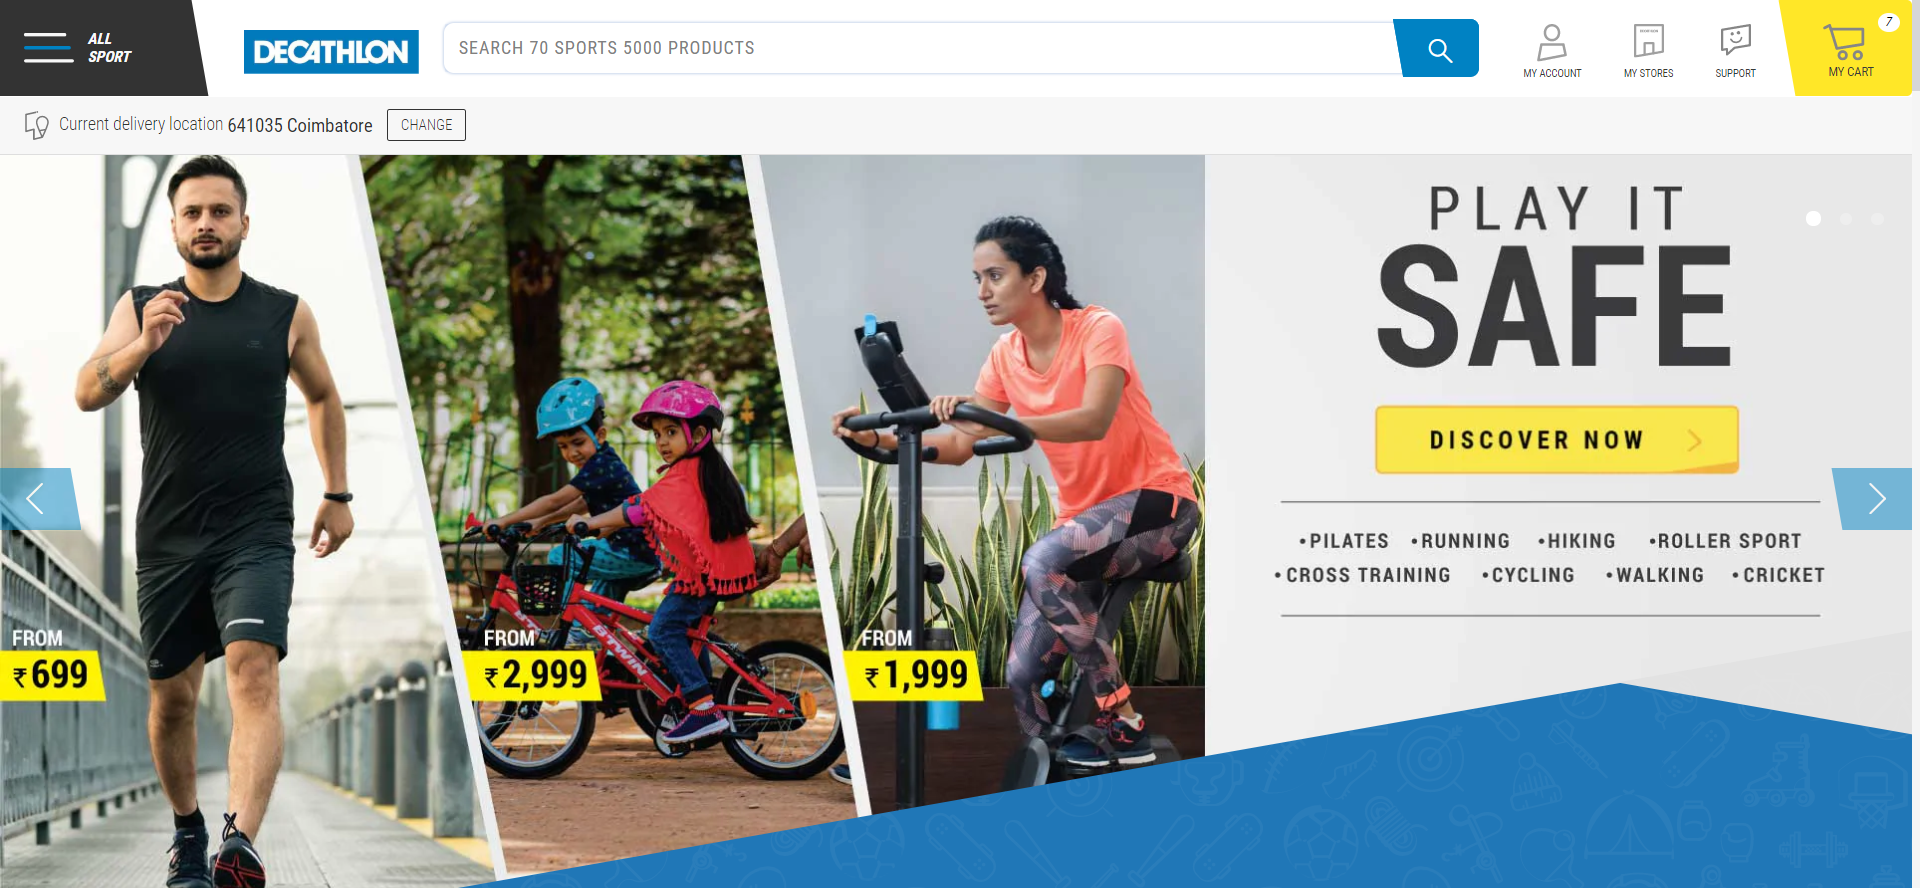 ALL
SPORT
DECATHLON
SEARCH 70 SPORTS 5000 PRODUCTS
MY ACCOUNT
MY STORES
SUPPORT
7
MY CART
Current delivery location 641035 Coimbatore
CHANGE
PLAY IT
SAFE
DISCOVER NOW
•PILATES •RUNNING •HIKING •ROLLER SPORT
•CROSS TRAINING •CYCLING •WALKING •CRICKET
FROM
₹699
FROM
₹2,999
FROM
₹1,999
BTWIN